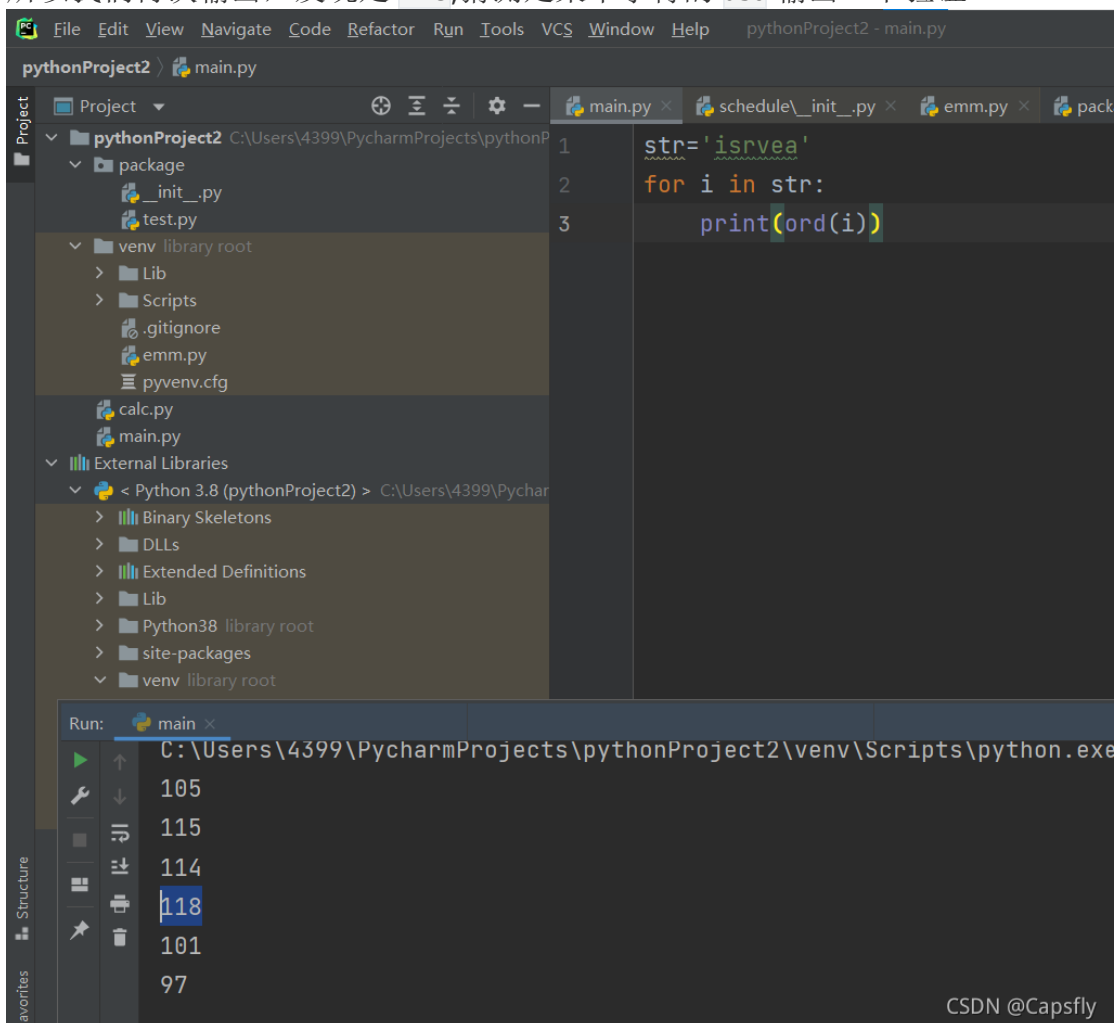 File Edit View Navigate Code Refactor Run Tools VCS Window Help pythonProject2 - main.py
pythonProject2 〉 main.py
Project
Project
main.py × schedule\__init__.py × emm.py × pack
pythonProject2 C:\Users\4399\PycharmProjects\pythonP
package
__init__.py
test.py
venv library root
Lib
Scripts
.gitignore
emm.py
pyvenv.cfg
calc.py
main.py
External Libraries
< Python 3.8 (pythonProject2) > C:\Users\4399\Pychar
Binary Skeletons
DLLs
Extended Definitions
Lib
Python38 library root
site-packages
venv library root
1 str='isrvea'
2 for i in str:
3 print(ord(i))
Run: main ×
C:\Users\4399\PycharmProjects\pythonProject2\venv\Scripts\python.exe
105
115
114
118
101
97
Structure
avorites
CSDN @Capsfly